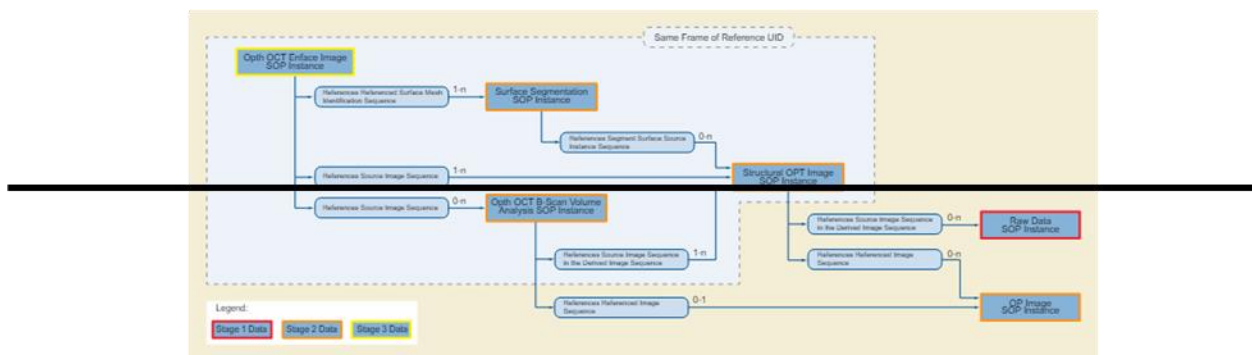 Same Frame of Reference UID
Opth OCT Enface Image
SOP Instance
References Referenced Surface Mesh
Identification Sequence
1-n
Surface Segmentation
SOP Instance
References Segment Surface Source
Instance Sequence
0-n
References Source Image Sequence
1-n
Structural OPT Image
SOP Instance
References Source Image Sequence
0-n
Opth OCT B-Scan Volume
Analysis SOP Instance
References Source Image Sequence
in the Derived Image Sequence
0-n
Raw Data
SOP Instance
References Source Image Sequence
in the Derived Image Sequence
1-n
References Referenced Image
Sequence
0-n
References Referenced Image
Sequence
0-1
OP Image
SOP Instance
Legend:
Stage 1 Data
Stage 2 Data
Stage 3 Data